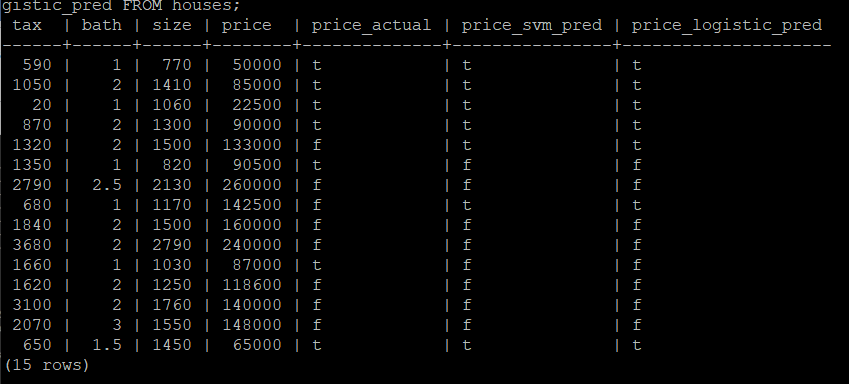 gistic_pred FROM houses;
 tax  | bath | size | price  | price_actual | price_svm_pred | price_logistic_pred
------+------+------+--------+--------------+----------------+---------------------
  590 |    1 |  770 |  50000 | t            | t              | t
 1050 |    2 | 1410 |  85000 | t            | t              | t
   20 |    1 | 1060 |  22500 | t            | t              | t
  870 |    2 | 1300 |  90000 | t            | t              | t
 1320 |    2 | 1500 | 133000 | f            | t              | t
 1350 |    1 |  820 |  90500 | t            | f              | f
 2790 |  2.5 | 2130 | 260000 | f            | f              | f
  680 |    1 | 1170 | 142500 | f            | t              | t
 1840 |    2 | 1500 | 160000 | f            | f              | f
 3680 |    2 | 2790 | 240000 | f            | f              | f
 1660 |    1 | 1030 |  87000 | t            | f              | f
 1620 |    2 | 1250 | 118600 | f            | f              | f
 3100 |    2 | 1760 | 140000 | f            | f              | f
 2070 |    3 | 1550 | 148000 | f            | f              | f
  650 |  1.5 | 1450 |  65000 | t            | t              | t
(15 rows)